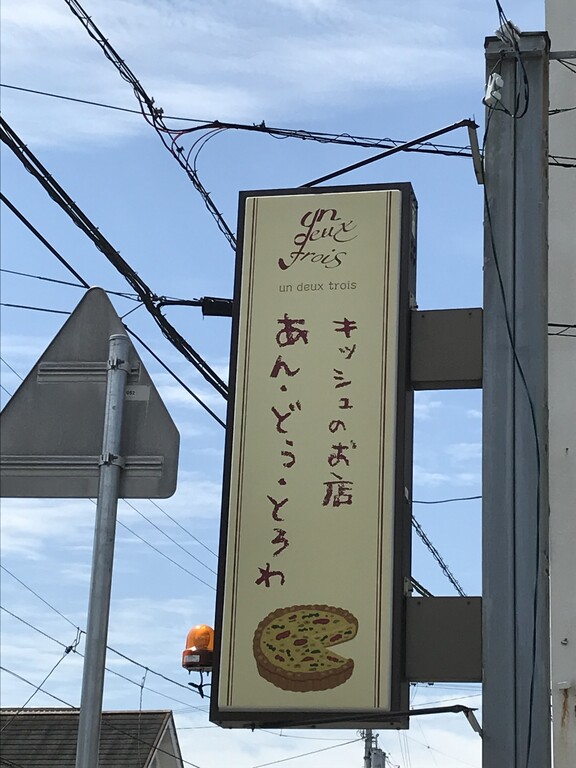 un
deux
trois
un deux trois
キッシュのお店
あん・どう・とろわ